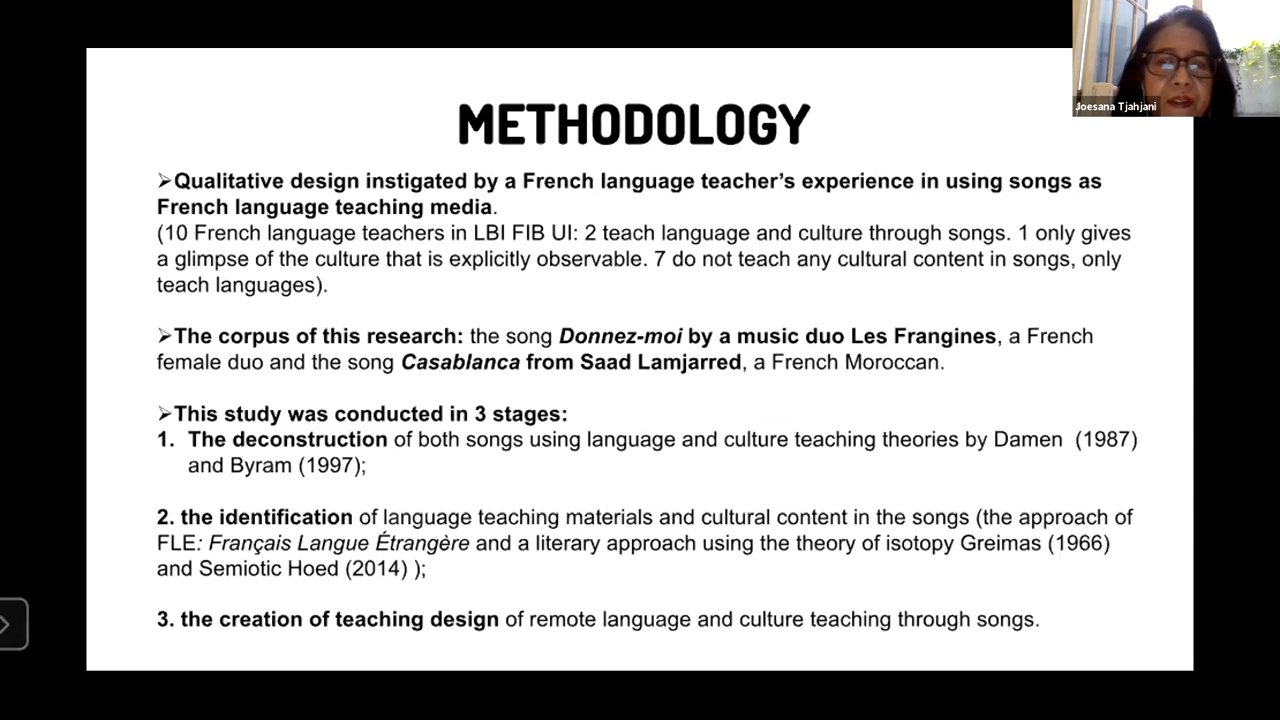 Joesana Tjahjani
METHODOLOGY
➢Qualitative design instigated by a French language teacher’s experience in using songs as
French language teaching media.
(10 French language teachers in LBI FIB UI: 2 teach language and culture through songs. 1 only gives
a glimpse of the culture that is explicitly observable. 7 do not teach any cultural content in songs, only
teach languages).
➢The corpus of this research: the song Donnez-moi by a music duo Les Frangines, a French
female duo and the song Casablanca from Saad Lamjarred, a French Moroccan.
➢This study was conducted in 3 stages:
1. The deconstruction of both songs using language and culture teaching theories by Damen (1987)
and Byram (1997);
2. the identification of language teaching materials and cultural content in the songs (the approach of
FLE: Français Langue Étrangère and a literary approach using the theory of isotopy Greimas (1966)
and Semiotic Hoed (2014) );
3. the creation of teaching design of remote language and culture teaching through songs.